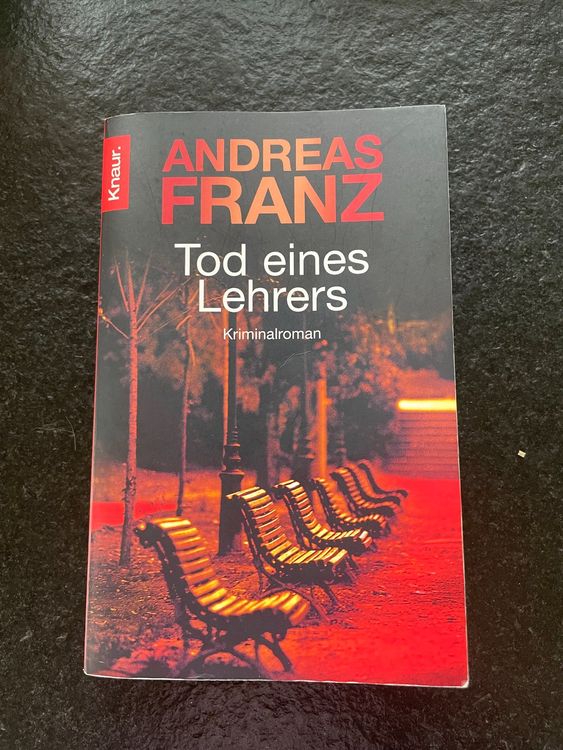 Knaur.
ANDREAS
FRANZ
Tod eines
Lehrers
Kriminalroman